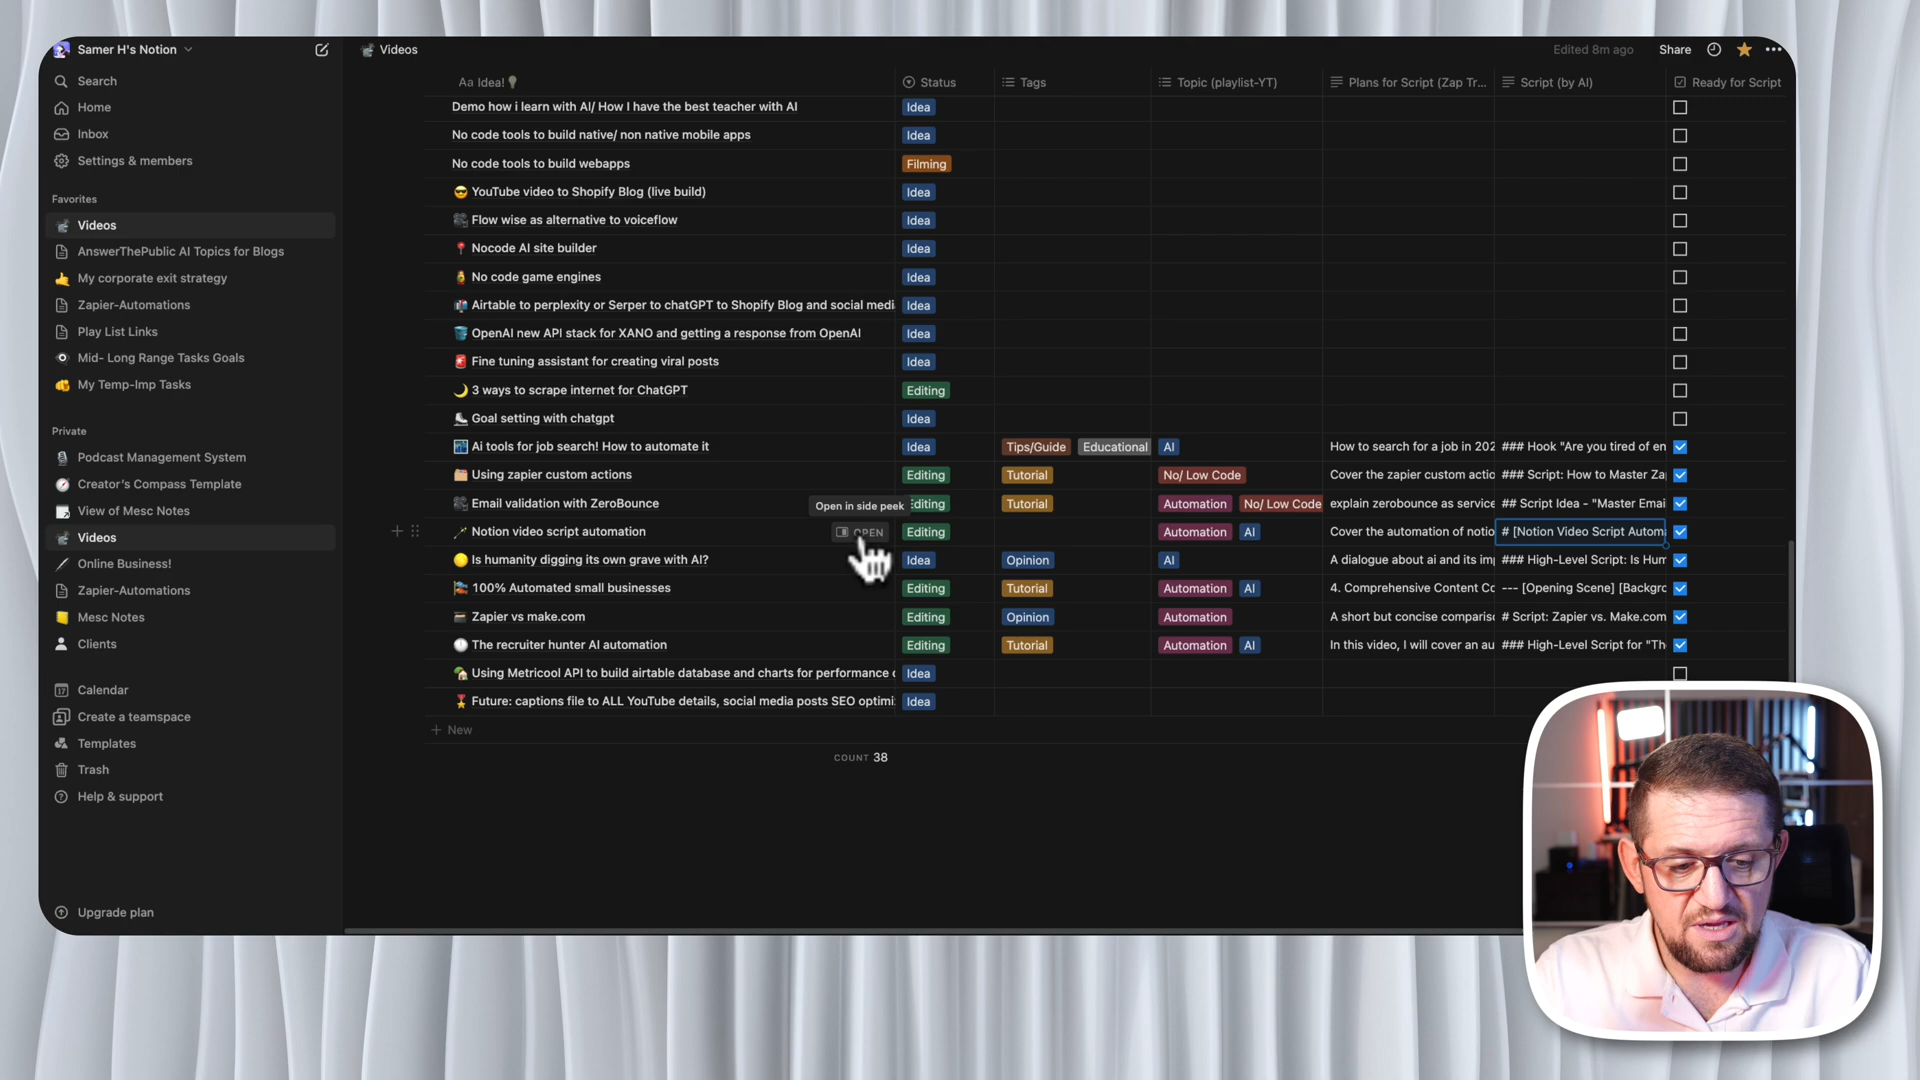 Samer H's Notion
Videos
Edited 8m ago
Share
Search
Home
Inbox
Settings & members
Favorites
Videos
AnswerThePublic AI Topics for Blogs
My corporate exit strategy
Zapier-Automations
Play List Links
Mid- Long Range Tasks Goals
My Temp-Imp Tasks
Private
Podcast Management System
Creator's Compass Template
View of Mesc Notes
Videos
Online Business!
Zapier-Automations
Mesc Notes
Clients
Calendar
Create a teamspace
Templates
Trash
Help & support
Upgrade plan
Aa Idea! Status Tags Topic (playlist-YT) Plans for Script (Zap Tr... Script (by AI) Ready for Script
Demo how i learn with AI/ How I have the best teacher with AI Idea
No code tools to build native/ non native mobile apps Idea
No code tools to build webapps Filming
YouTube video to Shopify Blog (live build) Idea
Flow wise as alternative to voiceflow Idea
Nocode AI site builder Idea
No code game engines Idea
Airtable to perplexity or Serper to chatGPT to Shopify Blog and social medi Idea
OpenAI new API stack for XANO and getting a response from OpenAI Idea
Fine tuning assistant for creating viral posts Idea
3 ways to scrape internet for ChatGPT Editing
Goal setting with chatgpt Idea
Ai tools for job search! How to automate it Idea Tips/Guide Educational AI How to search for a job in 202 ### Hook "Are you tired of en
Using zapier custom actions Editing Tutorial No/ Low Code Cover the zapier custom actio ### Script: How to Master Za
Email validation with ZeroBounce Open in side peek Editing Tutorial Automation No/ Low Code explain zerobounce as service ## Script Idea - "Master Emai
Notion video script automation OPEN Editing Automation AI Cover the automation of notio # [Notion Video Script Autom
Is humanity digging its own grave with AI? Idea Opinion AI A dialogue about ai and its im ### High-Level Script: Is Hum
100% Automated small businesses Editing Tutorial Automation AI 4. Comprehensive Content Co --- [Opening Scene] [Backgro
Zapier vs make.com Editing Opinion Automation A short but concise compariso # Script: Zapier vs. Make.com
The recruiter hunter AI automation Editing Tutorial Automation AI In this video, I will cover an au ### High-Level Script for "Th
Using Metricool API to build airtable database and charts for performance Idea
Future: captions file to ALL YouTube details, social media posts SEO optimi Idea
New
COUNT 38